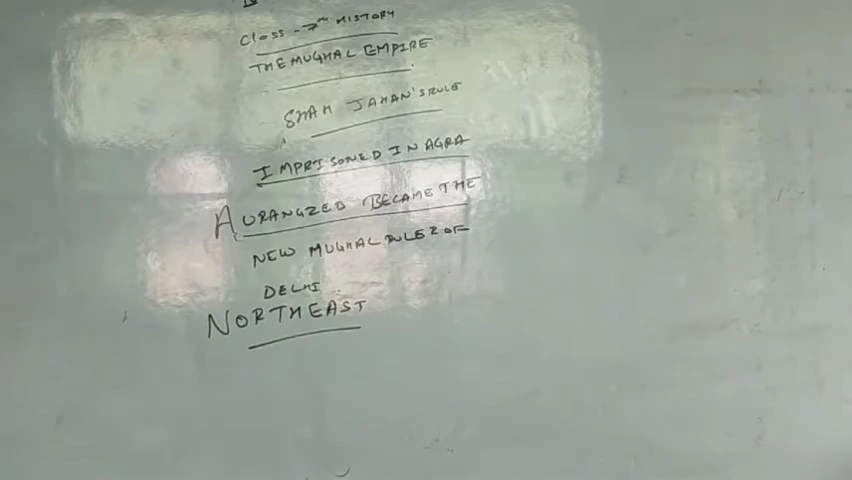 Class - 7th HISTORY
THE MUGHAL EMPIRE
SHAH JAHAN'S RULE
IMPRISONED IN AGRA
AURANGZEB BECAME THE
NEW MUGHAL RULER OF
DELHI
NORTHEAST